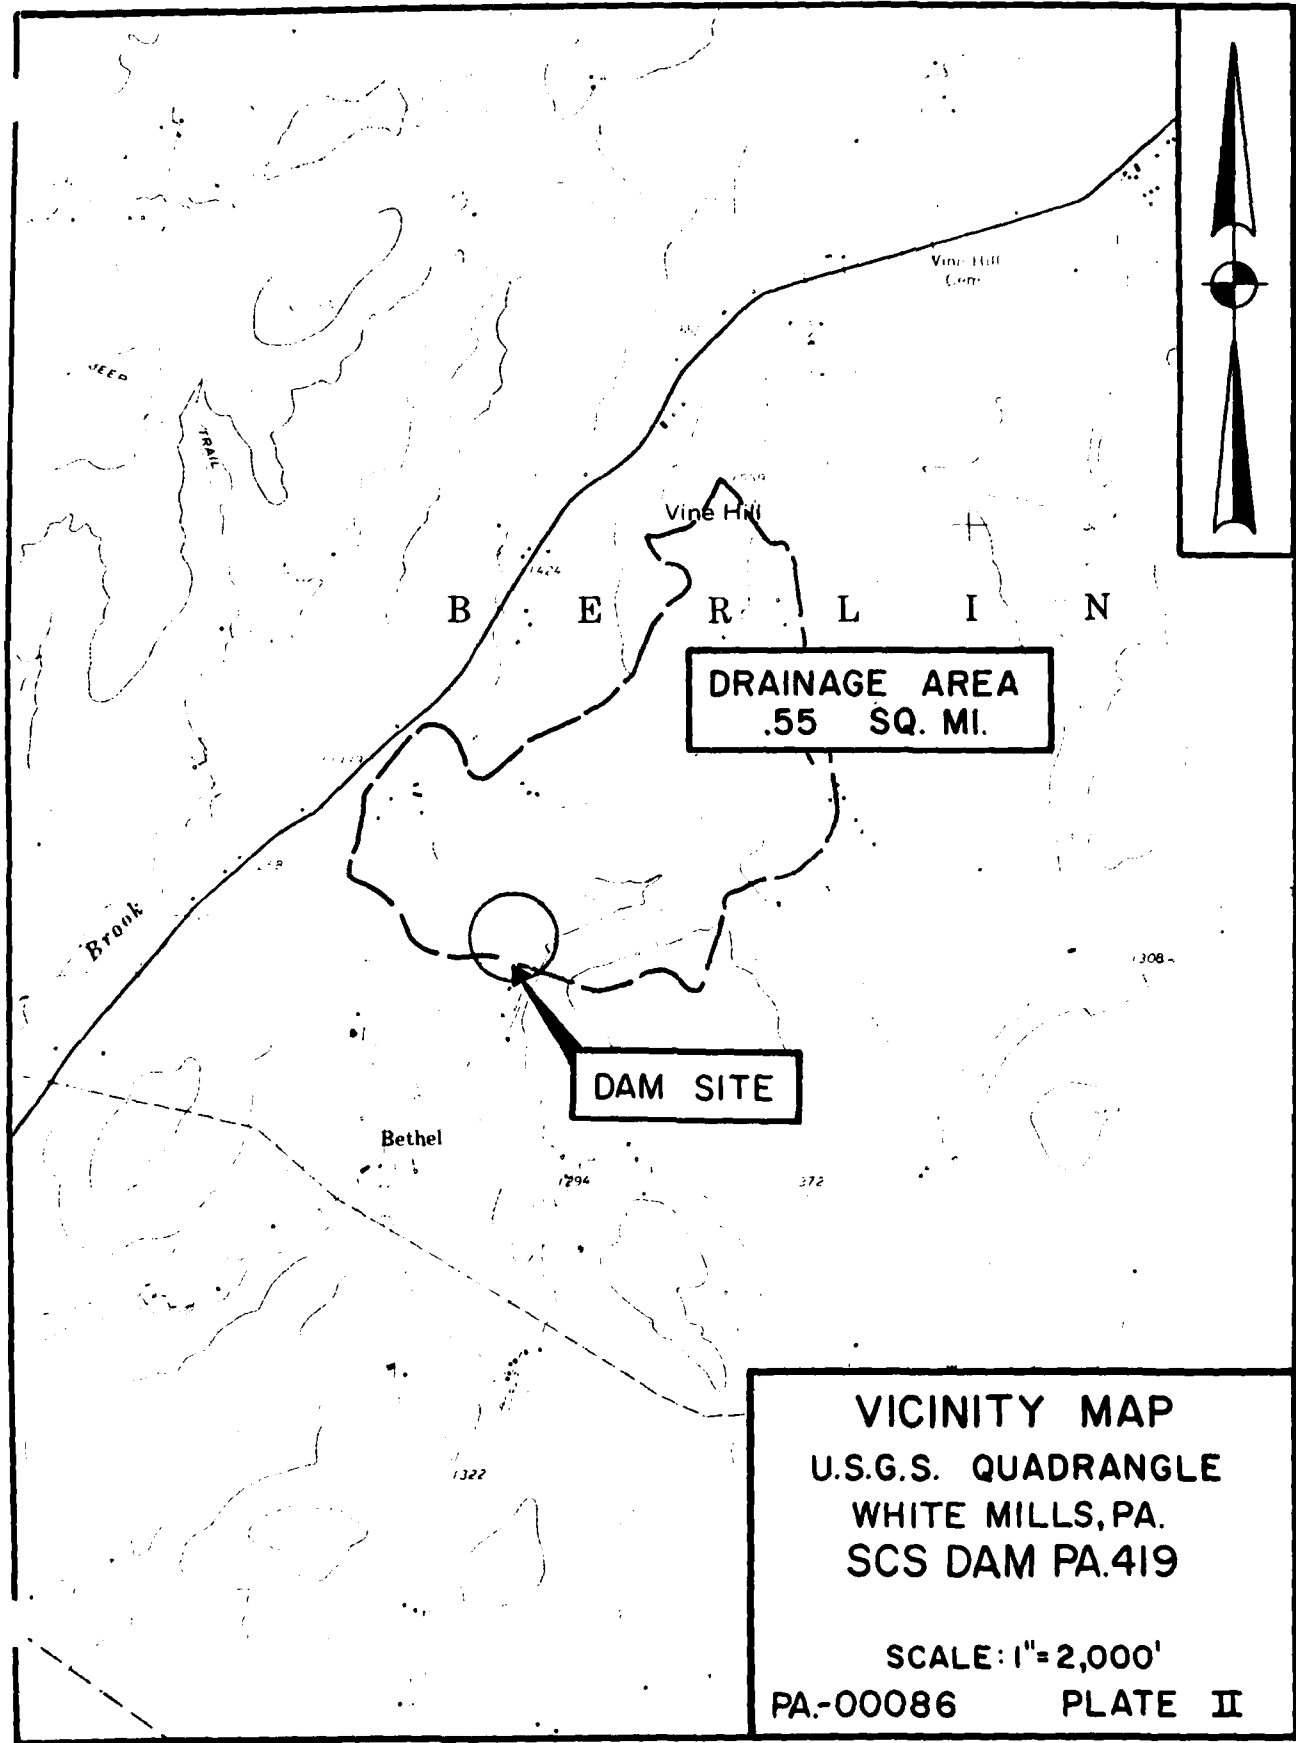 Vine Hill
Cem
JEEP
TRAIL
Vine Hill
1424
B E R L I N
DRAINAGE AREA
.55 SQ. MI.
Brook
1308
DAM SITE
Bethel
1294
372
1322
VICINITY MAP
U.S.G.S. QUADRANGLE
WHITE MILLS, PA.
SCS DAM PA.419
SCALE: 1"= 2,000'
PA.-00086 PLATE II